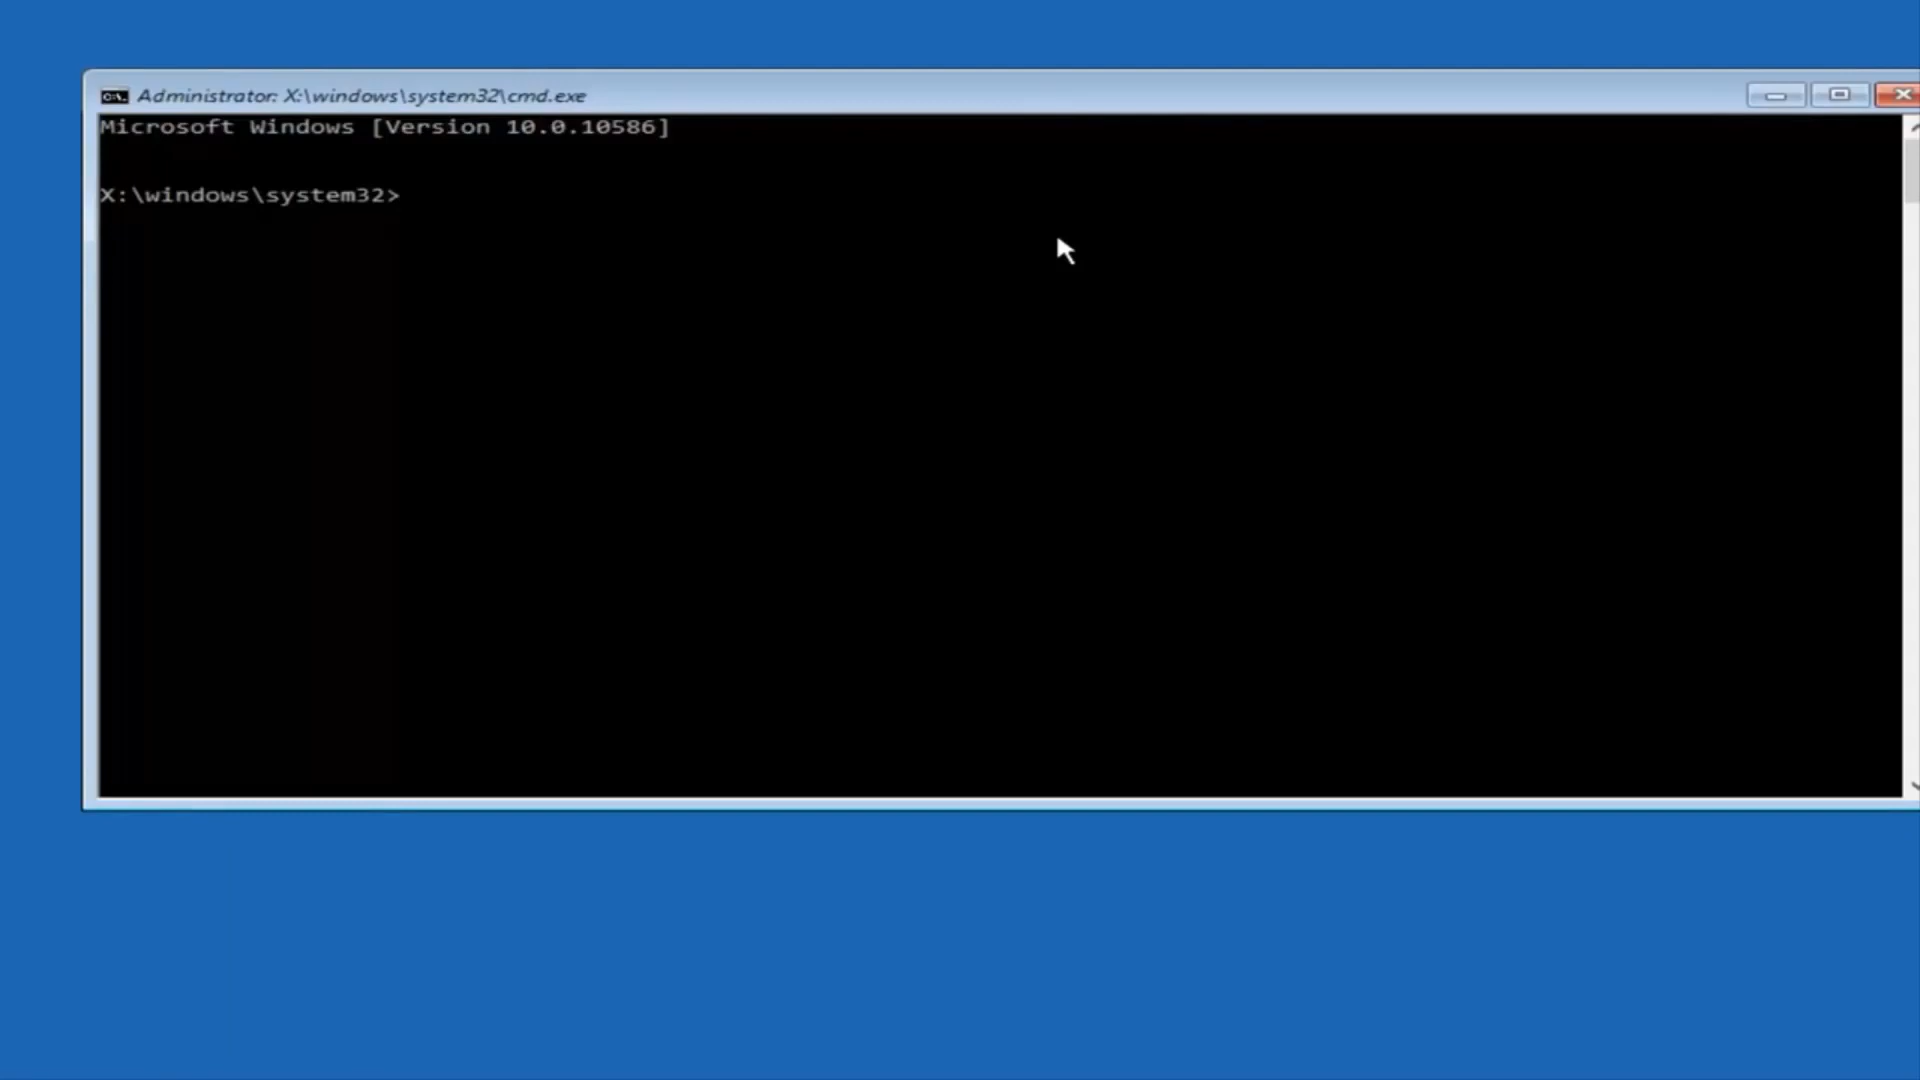 Administrator: X:\windows\system32\cmd.exe
Microsoft Windows [Version 10.0.10586]
X:\windows\system32>